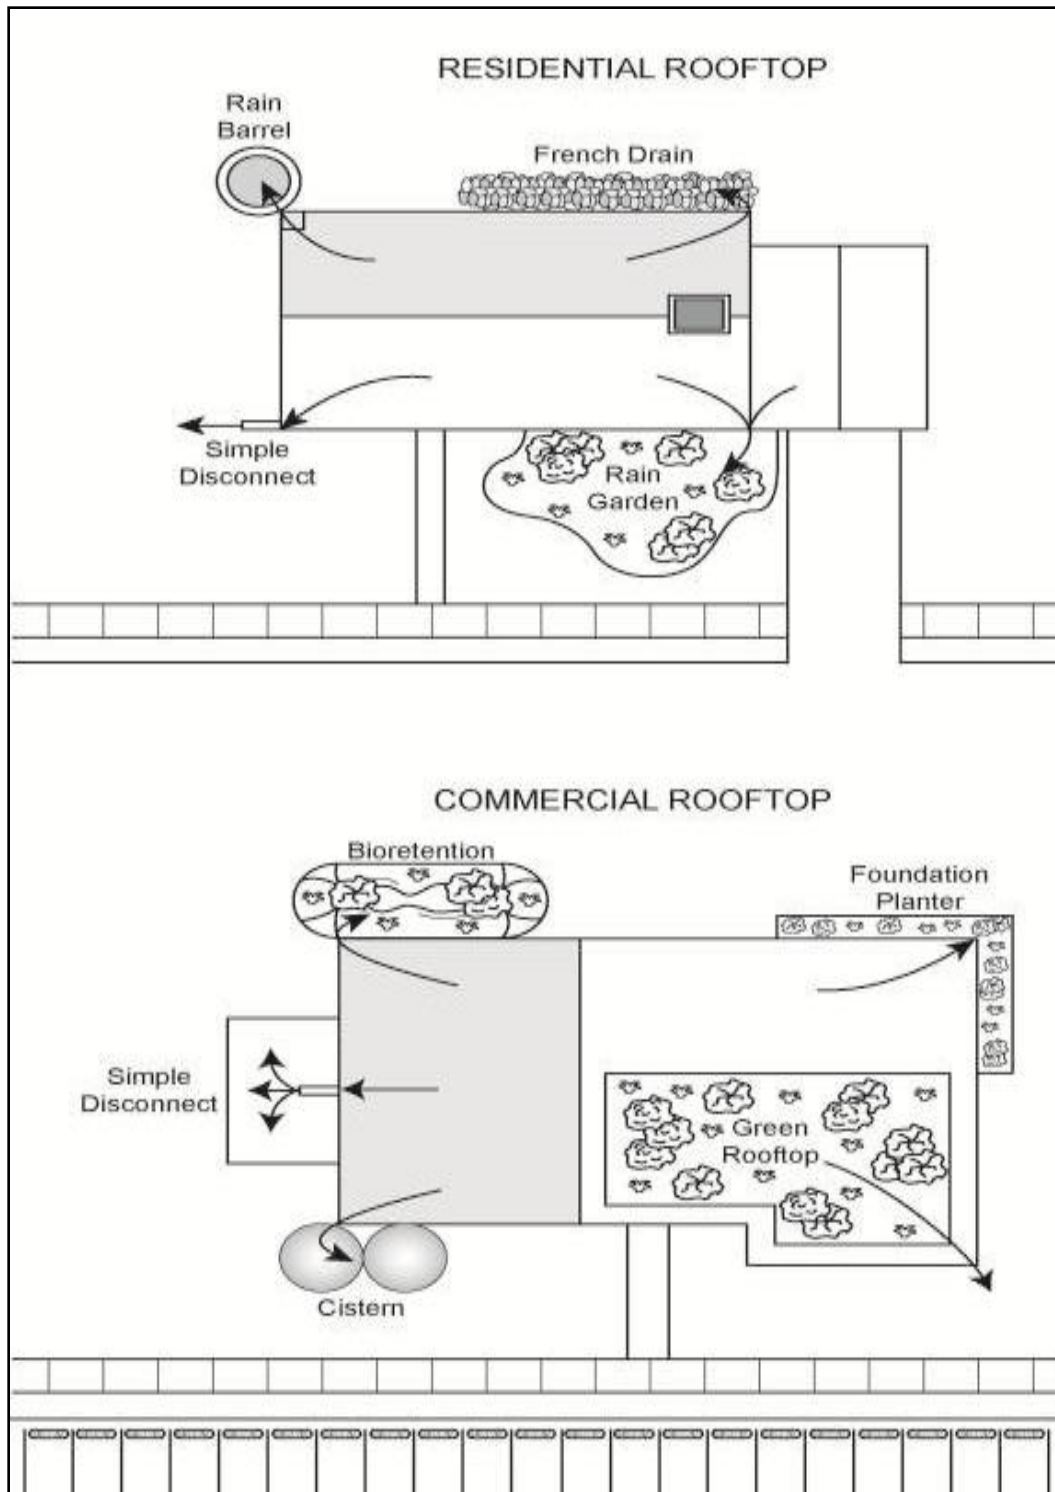 RESIDENTIAL ROOFTOP
Rain
Barrel
French Drain
Simple
Disconnect
Rain
Garden
COMMERCIAL ROOFTOP
Bioretention
Foundation
Planter
Simple
Disconnect
Green
Rooftop
Cistern